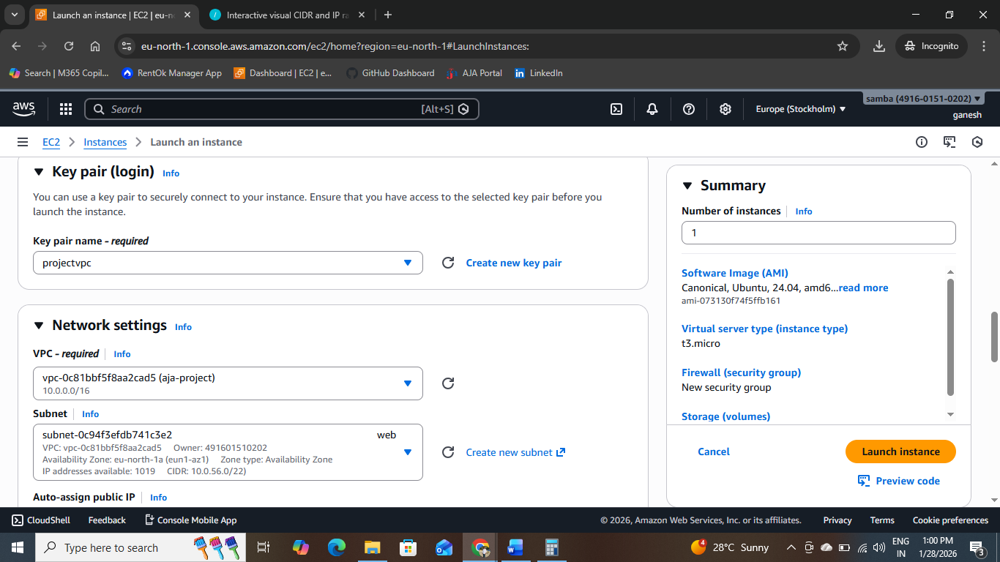 Launch an instance | EC2 | eu-n
Interactive visual CIDR and IP ra
eu-north-1.console.aws.amazon.com/ec2/home?region=eu-north-1#LaunchInstances:
Incognito
Search | M365 Copil...
RentOk Manager App
Dashboard | EC2 | e...
GitHub Dashboard
AJA Portal
LinkedIn
aws
Search
[Alt+S]
Europe (Stockholm)
samba (4916-0151-0202)
ganesh
EC2
Instances
Launch an instance
Key pair (login) Info
You can use a key pair to securely connect to your instance. Ensure that you have access to the selected key pair before you
launch the instance.
Key pair name - required
projectvpc
Create new key pair
Network settings Info
VPC - required Info
vpc-0c81bbf5f8aa2cad5 (aja-project)
10.0.0.0/16
Subnet Info
subnet-0c94f3efdb741c3e2 web
VPC: vpc-0c81bbf5f8aa2cad5 Owner: 491601510202
Availability Zone: eu-north-1a (eun1-az1) Zone type: Availability Zone
IP addresses available: 1019 CIDR: 10.0.56.0/22)
Create new subnet
Auto-assign public IP Info
Summary
Number of instances Info
1
Software Image (AMI)
Canonical, Ubuntu, 24.04, amd6...read more
ami-073130f74f5ffb161
Virtual server type (instance type)
t3.micro
Firewall (security group)
New security group
Storage (volumes)
Cancel
Launch instance
Preview code
CloudShell
Feedback
Console Mobile App
© 2026, Amazon Web Services, Inc. or its affiliates.
Privacy
Terms
Cookie preferences
Type here to search
4
28°C Sunny
ENG
IN
1:00 PM
1/28/2026
3